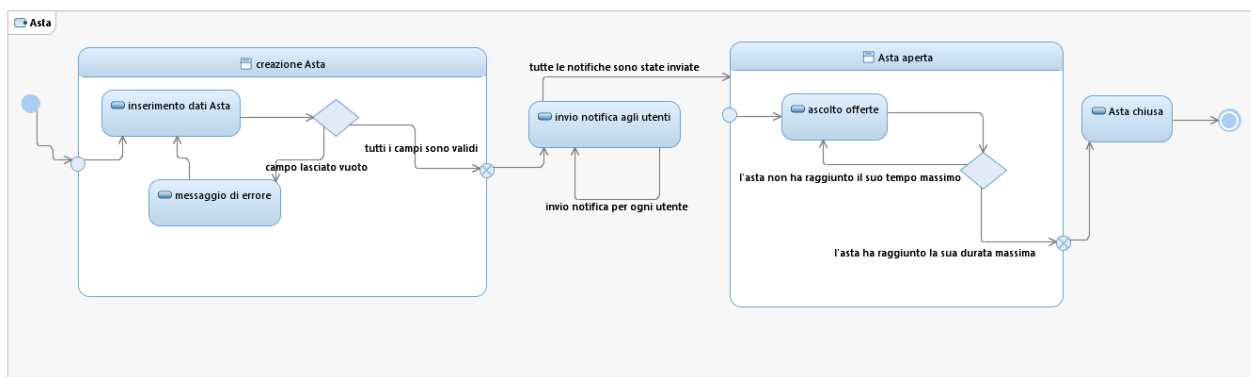 Asta
creazione Asta
inserimento dati Asta
campo lasciato vuoto
messaggio di errore
tutti i campi sono validi
invio notifica agli utenti
invio notifica per ogni utente
tutte le notifiche sono state inviate
Asta aperta
ascolto offerte
l'asta non ha raggiunto il suo tempo massimo
l'asta ha raggiunto la sua durata massima
Asta chiusa